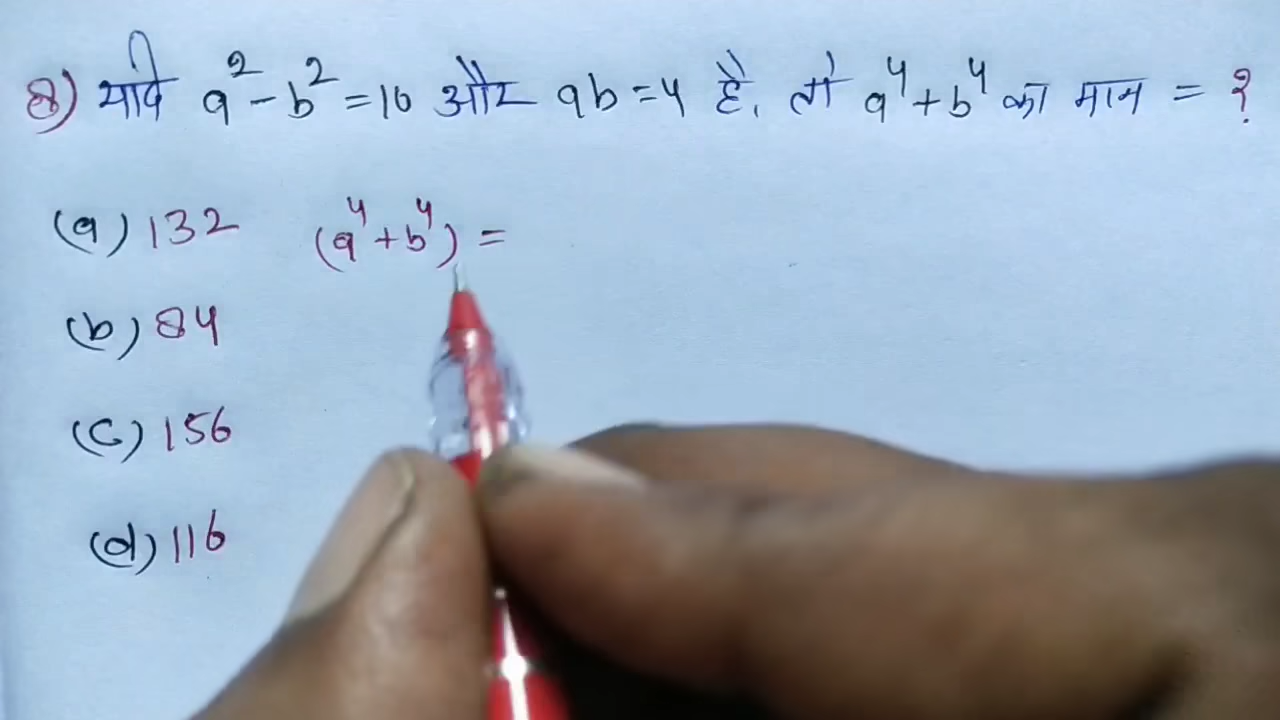 8) यदि a²-b²=10 और ab=4 है, तो a⁴+b⁴ का मान = ?
(a) 132 (a⁴+b⁴) =
(b) 84
(c) 156
(d) 116